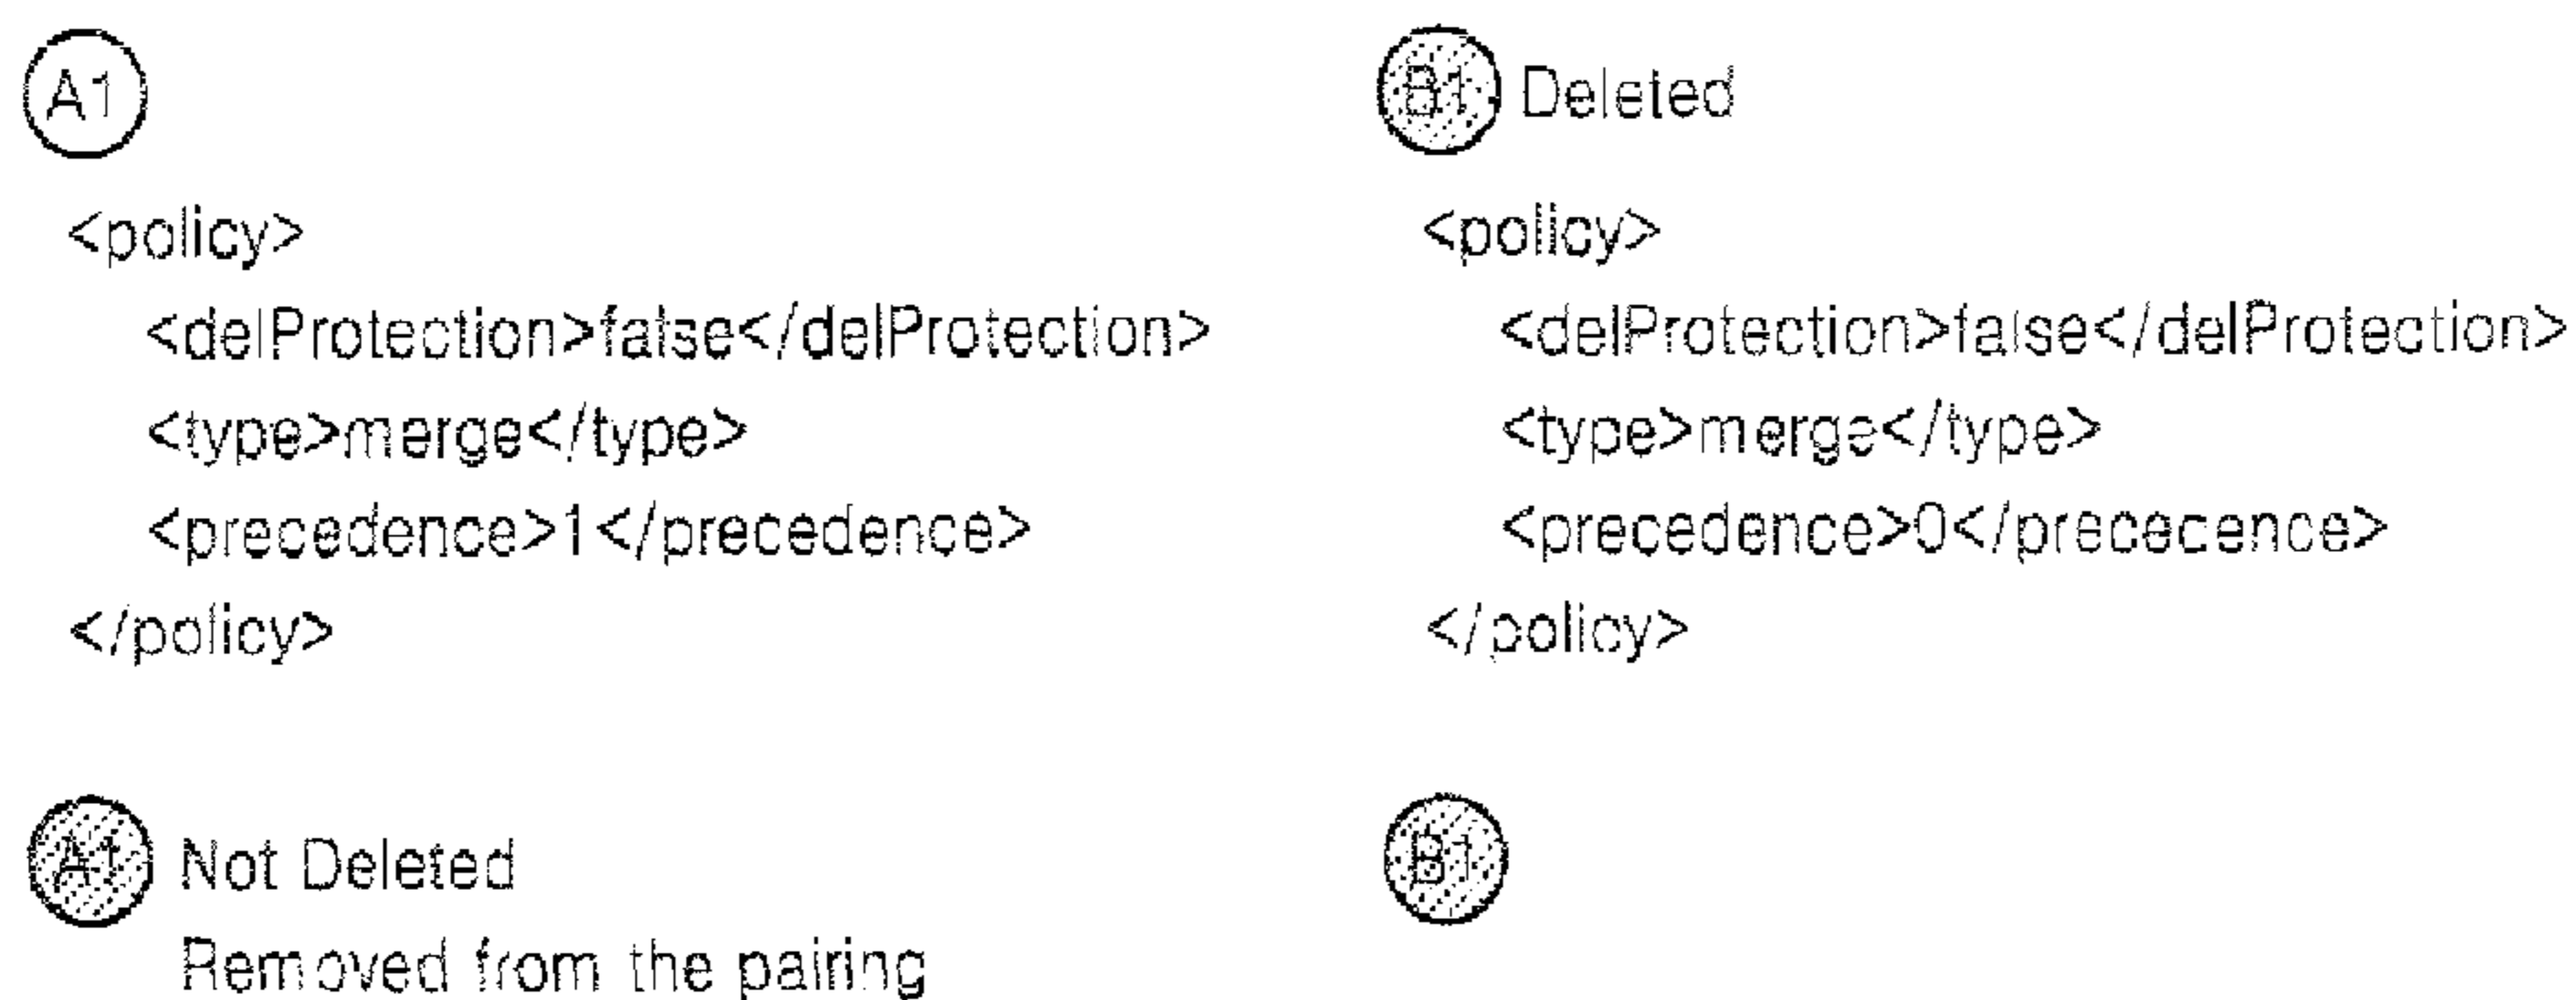 A1
<policy>
<delProtection>false</delProtection>
<type>merge</type>
<precedence>1</precedence>
</policy>
B1 Deleted
<policy>
<delProtection>false</delProtection>
<type>merge</type>
<precedence>0</precedence>
</policy>
A1 Not Deleted
Removed from the pairing
B1